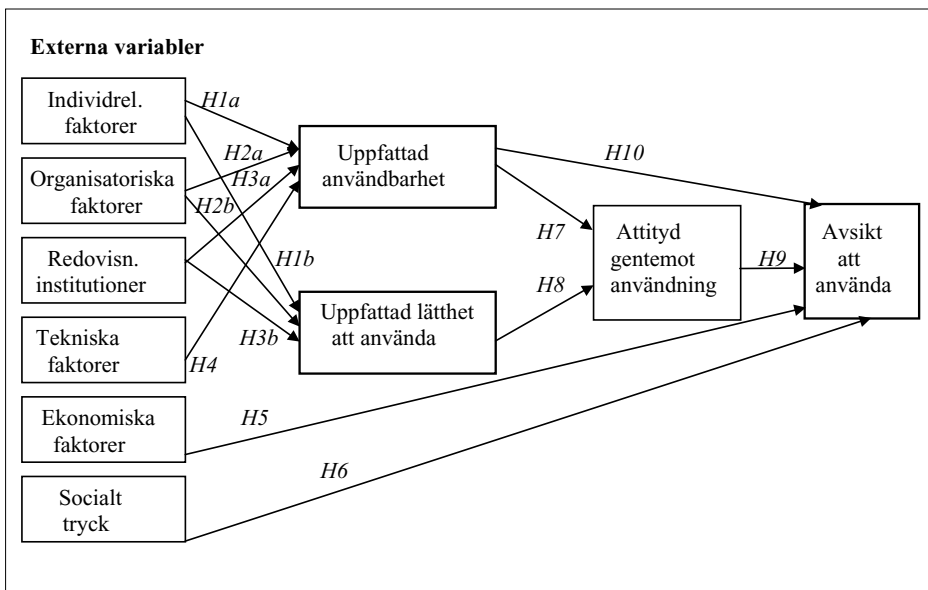 Externa variabler
Individrel.
faktorer
Organisatoriska
faktorer
Redovisn.
institutioner
Tekniska
faktorer
Ekonomiska
faktorer
Socialt
tryck
H1a
H2a
H3a
H2b
H1b
H3b
H4
H5
H6
Uppfattad
användbarhet
Uppfattad lätthet
att använda
H10
H7
H8
Attityd
gentemot
användning
H9
Avsikt
att
använda